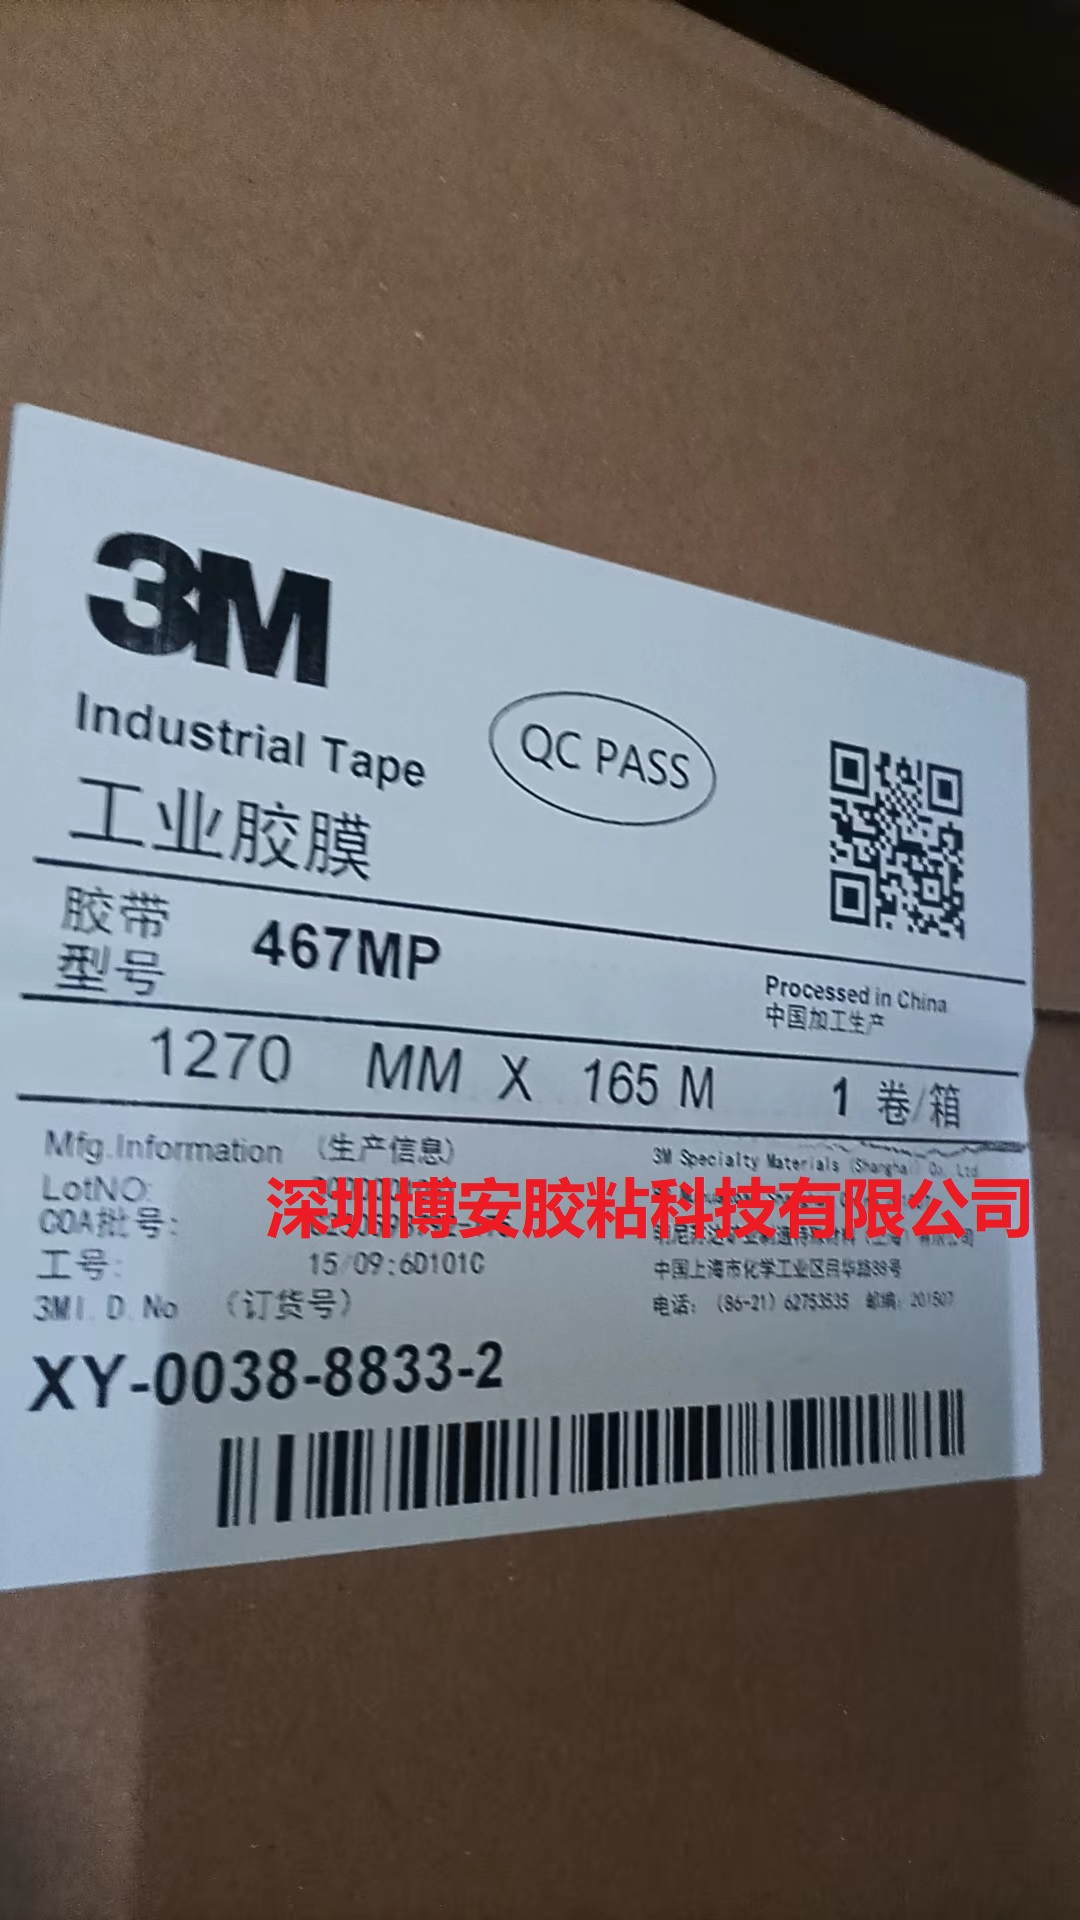 3M
Industrial Tape
QC PASS
工业胶膜
胶带
型号
467MP
Processed in China
中国加工生产
1270 MM X 165 M 1 卷/箱
Mfg.Information (生产信息)
3M Specialty Materials (Shanghai) Co., Ltd.
LotNO:
深圳博安胶粘科技有限公司
COA批号:
工号: 15/09:6D101C
中国上海市化学工业区目华路88号
3MI.D.No (订货号)
电话: (86-21) 62753535 邮编: 201507
XY-0038-8833-2